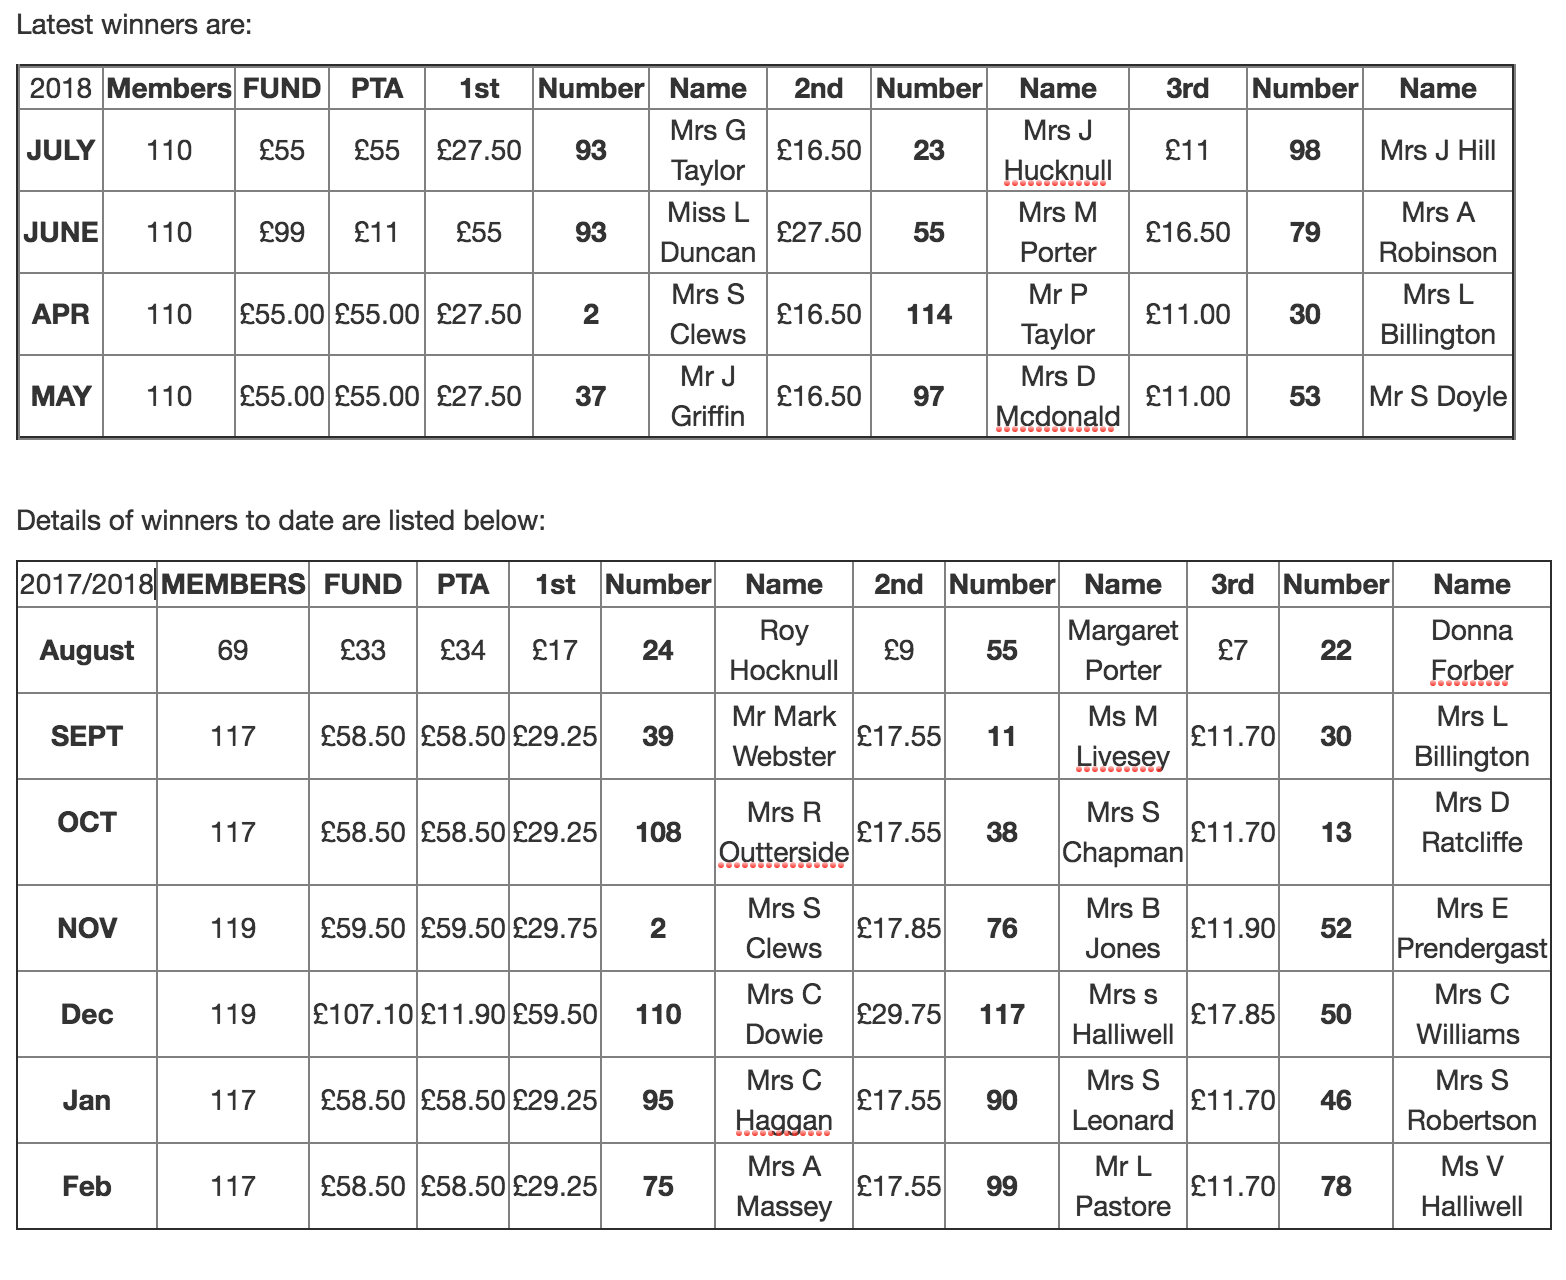 Latest winners are:
2018 Members FUND PTA 1st Number Name 2nd Number Name 3rd Number Name
JULY 110 £55 £55 £27.50 93 Mrs G Taylor £16.50 23 Mrs J Hucknull £11 98 Mrs J Hill
JUNE 110 £99 £11 £55 93 Miss L Duncan £27.50 55 Mrs M Porter £16.50 79 Mrs A Robinson
APR 110 £55.00 £55.00 £27.50 2 Mrs S Clews £16.50 114 Mr P Taylor £11.00 30 Mrs L Billington
MAY 110 £55.00 £55.00 £27.50 37 Mr J Griffin £16.50 97 Mrs D Mcdonald £11.00 53 Mr S Doyle
Details of winners to date are listed below:
2017/2018 MEMBERS FUND PTA 1st Number Name 2nd Number Name 3rd Number Name
August 69 £33 £34 £17 24 Roy Hocknull £9 55 Margaret Porter £7 22 Donna Forber
SEPT 117 £58.50 £58.50 £29.25 39 Mr Mark Webster £17.55 11 Ms M Livesey £11.70 30 Mrs L Billington
OCT 117 £58.50 £58.50 £29.25 108 Mrs R Outterside £17.55 38 Mrs S Chapman £11.70 13 Mrs D Ratcliffe
NOV 119 £59.50 £59.50 £29.75 2 Mrs S Clews £17.85 76 Mrs B Jones £11.90 52 Mrs E Prendergast
Dec 119 £107.10 £11.90 £59.50 110 Mrs C Dowie £29.75 117 Mrs s Halliwell £17.85 50 Mrs C Williams
Jan 117 £58.50 £58.50 £29.25 95 Mrs C Haggan £17.55 90 Mrs S Leonard £11.70 46 Mrs S Robertson
Feb 117 £58.50 £58.50 £29.25 75 Mrs A Massey £17.55 99 Mr L Pastore £11.70 78 Ms V Halliwell